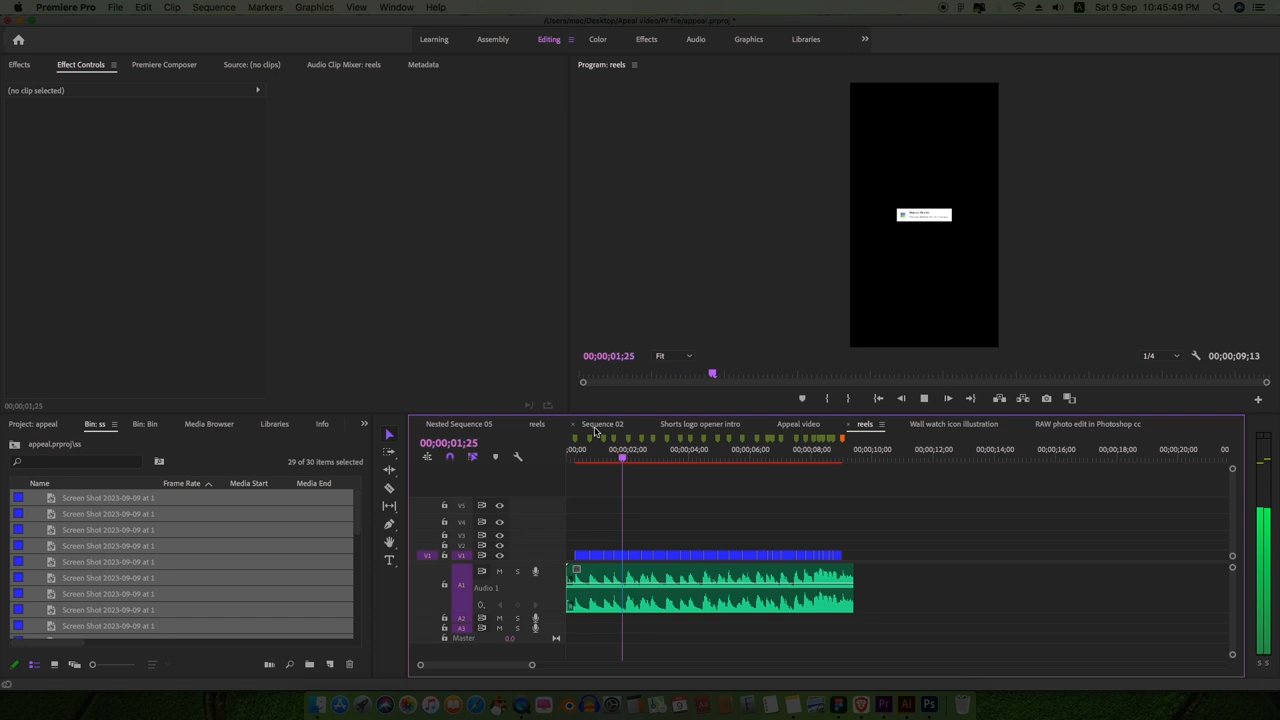 Premiere Pro File Edit Clip Sequence Markers Graphics View Window Help A Sat 9 Sep 10:45:49 PM
/Users/mac/Desktop/Apeal video/Pr file/appeal.prproj *
Learning Assembly Editing Color Effects Audio Graphics Libraries
Effects Effect Controls Premiere Composer Source: (no clips) Audio Clip Mixer: reels Metadata Program: reels
(no clip selected)
00;00;01;25 Fit 1/4 00;00;09;13
00;00;01;25
Project: appeal Bin: ss Bin: Bin Media Browser Libraries Info
Nested Sequence 05 reels Sequence 02 Shorts logo opener intro Appeal video reels Wall watch icon illustration RAW photo edit in Photoshop cc
appeal.prproj\ss
00;00;01;25
;00;00 00;00;02;00 00;00;04;00 00;00;06;00 00;00;08;00 00;00;10;00 00;00;12;00 00;00;14;00 00;00;16;00 00;00;18;00 00;00;20;00 00
29 of 30 items selected
Name Frame Rate Media Start Media End
Screen Shot 2023-09-09 at 1
Screen Shot 2023-09-09 at 1
Screen Shot 2023-09-09 at 1
Screen Shot 2023-09-09 at 1
Screen Shot 2023-09-09 at 1
Screen Shot 2023-09-09 at 1
Screen Shot 2023-09-09 at 1
Screen Shot 2023-09-09 at 1
Screen Shot 2023-09-09 at 1
V5
V4
V3
V2
V1 V1
M S
A1 Audio 1
A2 M S
A3 M S
Master 0.0
S S